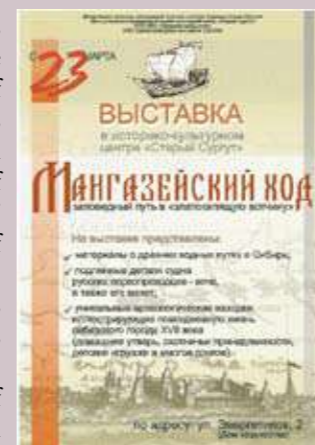 С 23 МАРТА
ВЫСТАВКА
в историко-культурном
центре «Старый Сургут»
МАНГАЗЕЙСКИЙ ХОД
заповедный путь в «златокипящую вотчину»
На выставке представлены:
материалы о древних водных путях в Сибири,
подлинные детали судна
русских первопроходцев - коча,
а также его макет,
уникальные археологические находки,
иллюстрирующие повседневную жизнь
сибирского города XVII века
(домашняя утварь, охотничьи принадлежности,
детские игрушки и многое другое).
по адресу: ул. Энергетиков, 2